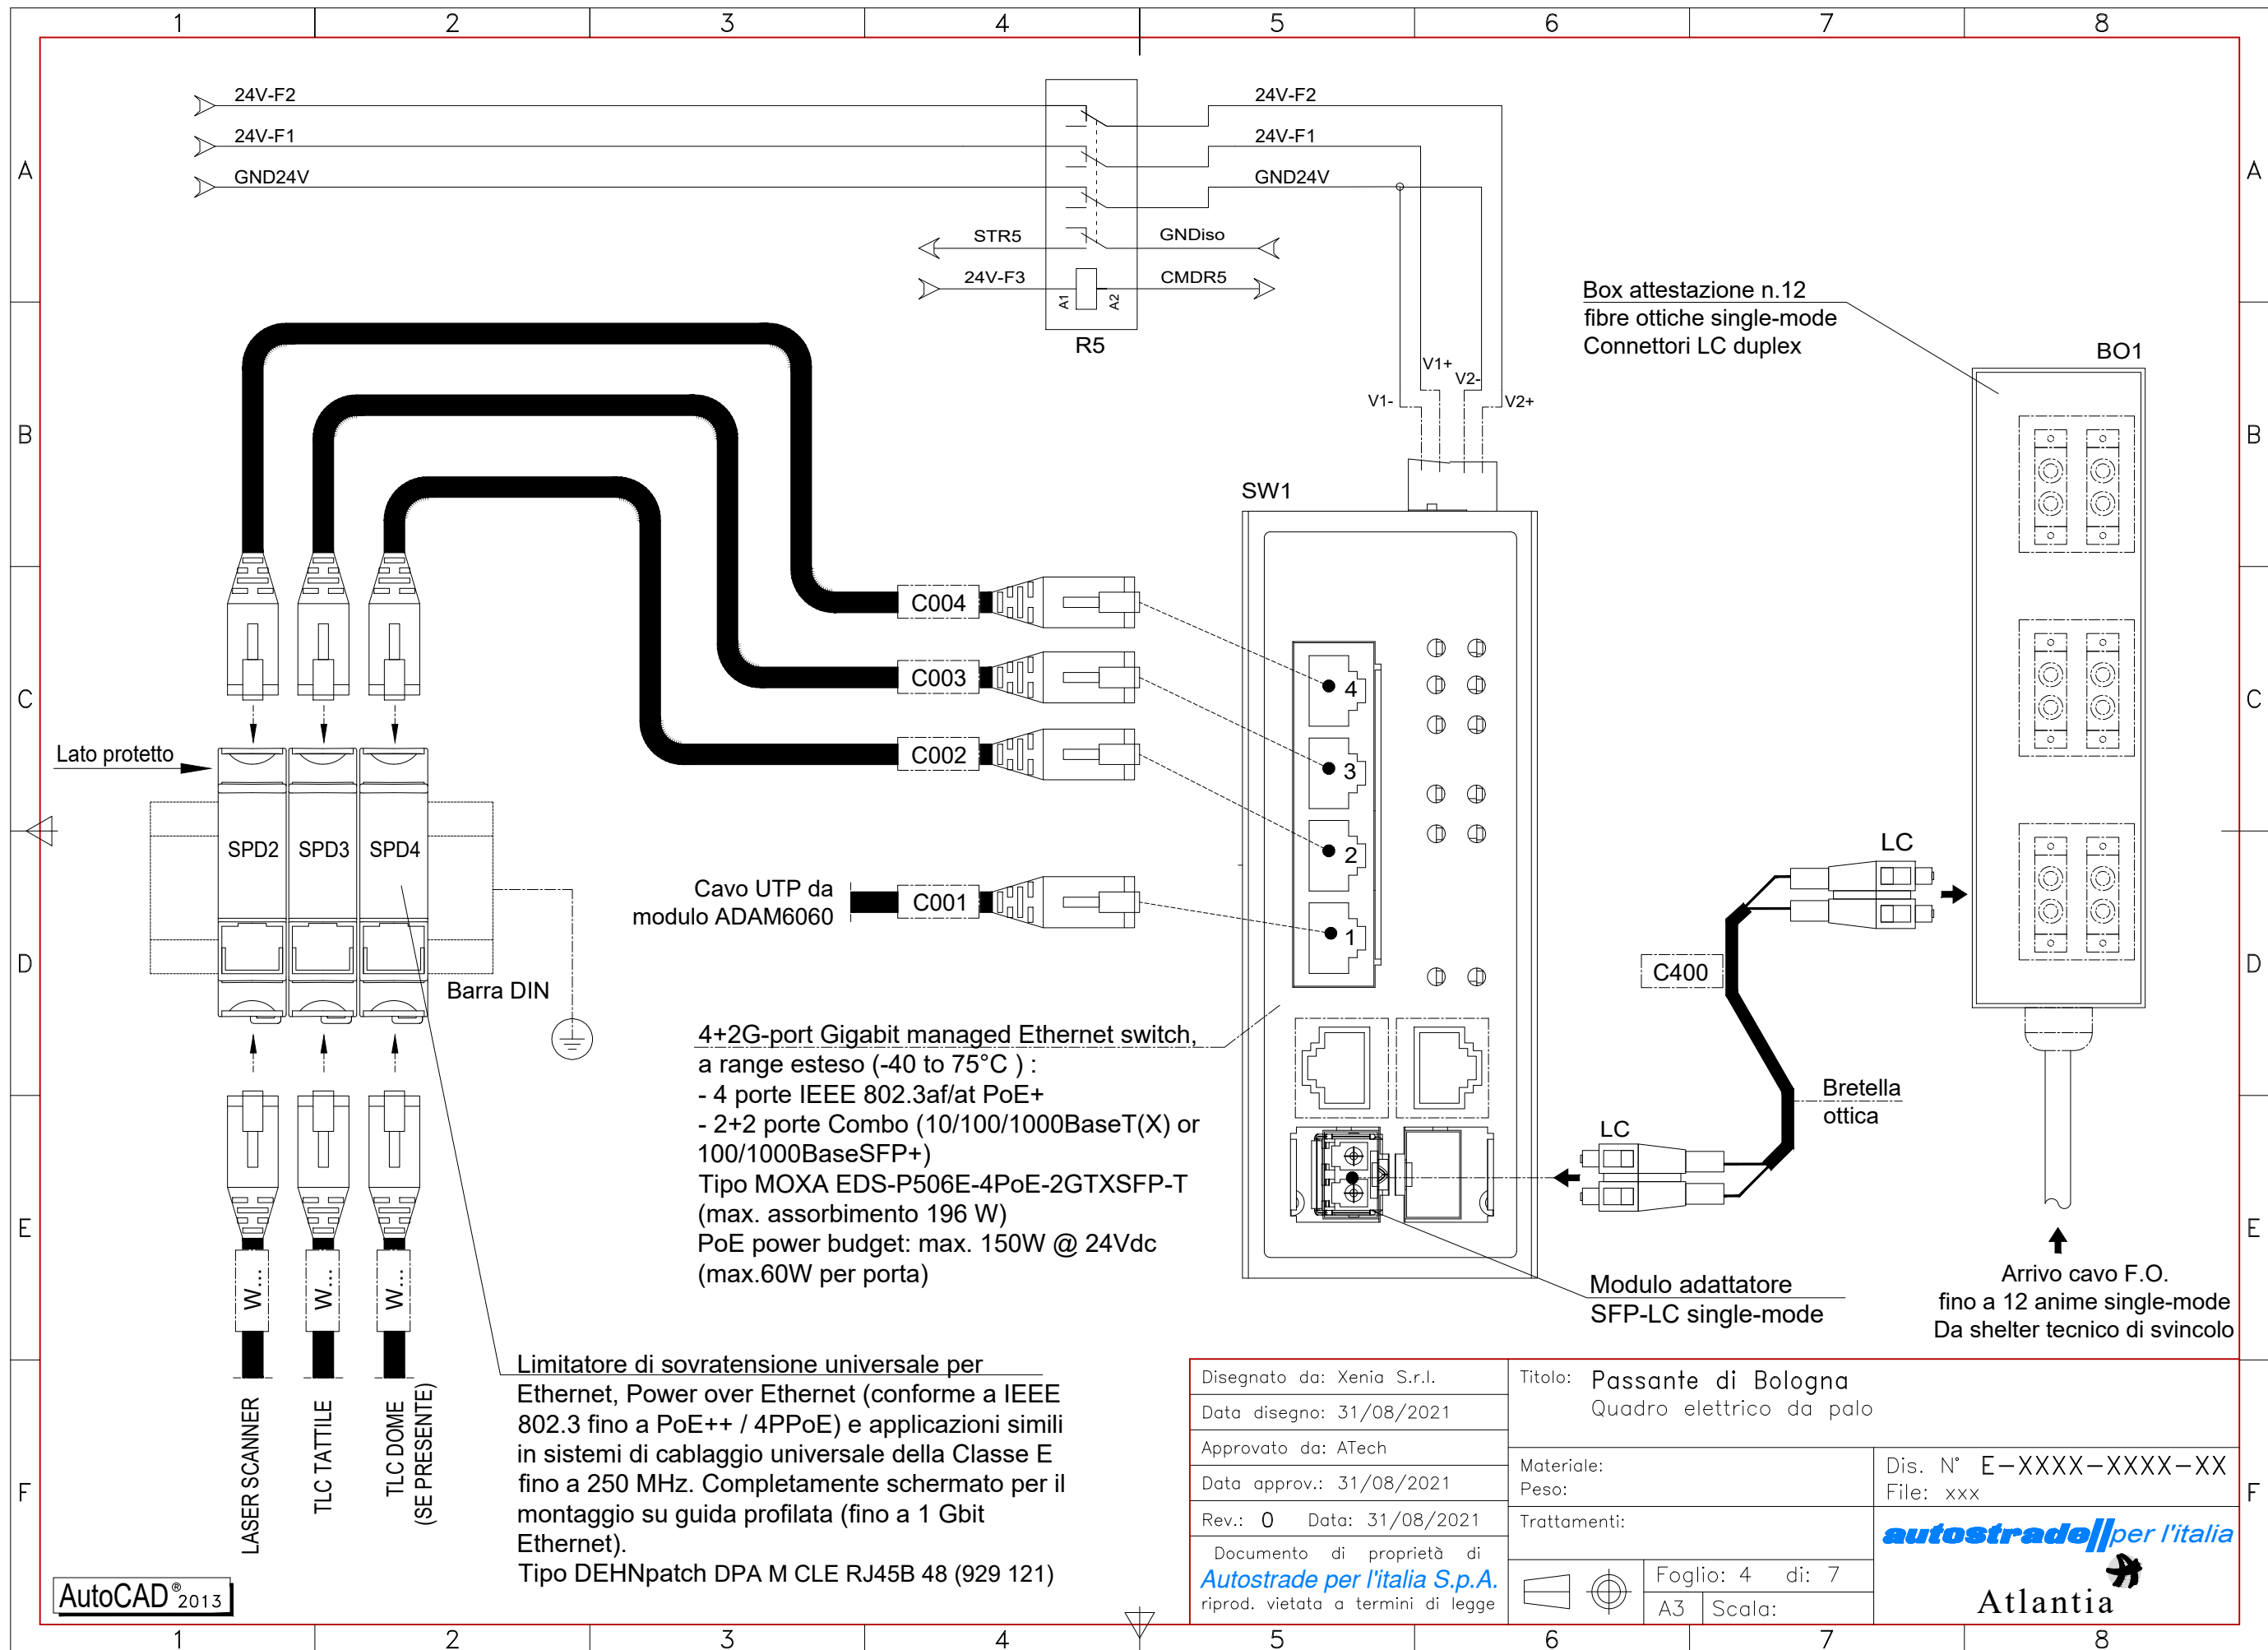 1 2 3 4 5 6 7 8
A A
24V-F2 24V-F2
24V-F1 24V-F1
GND24V GND24V
STR5 GNDiso
24V-F3 A1 A2 CMDR5
R5
Box attestazione n.12
fibre ottiche single-mode
Connettori LC duplex
BO1
V1+
V2-
V1- V2+
B B
SW1
C004
C003
C002
4
3
2
1
C C
Lato protetto
SPD2 SPD3 SPD4
Cavo UTP da
modulo ADAM6060
C001
LC
C400
D D
Barra DIN
4+2G-port Gigabit managed Ethernet switch,
a range esteso (-40 to 75°C ) :
- 4 porte IEEE 802.3af/at PoE+
- 2+2 porte Combo (10/100/1000BaseT(X) or
100/1000BaseSFP+)
Tipo MOXA EDS-P506E-4PoE-2GTXSFP-T
(max. assorbimento 196 W)
PoE power budget: max. 150W @ 24Vdc
(max.60W per porta)
Bretella
ottica
LC
E E
Modulo adattatore
SFP-LC single-mode
Arrivo cavo F.O.
fino a 12 anime single-mode
Da shelter tecnico di svincolo
W... W... W...
LASER SCANNER
TLC TATTILE
TLC DOME
(SE PRESENTE)
Limitatore di sovratensione universale per
Ethernet, Power over Ethernet (conforme a IEEE
802.3 fino a PoE++ / 4PPoE) e applicazioni simili
in sistemi di cablaggio universale della Classe E
fino a 250 MHz. Completamente schermato per il
montaggio su guida profilata (fino a 1 Gbit
Ethernet).
Tipo DEHNpatch DPA M CLE RJ45B 48 (929 121)
F F
Disegnato da: Xenia S.r.l.
Data disegno: 31/08/2021
Approvato da: ATech
Data approv.: 31/08/2021
Rev.: 0 Data: 31/08/2021
Documento di proprietà di
Autostrade per l'italia S.p.A.
riprod. vietata a termini di legge
Titolo: Passante di Bologna
Quadro elettrico da palo
Materiale:
Peso:
Dis. N° E-XXXX-XXXX-XX
File: xxx
Trattamenti:
Foglio: 4 di: 7
A3 Scala:
autostrade//per l'italia
Atlantia
AutoCAD® 2013
1 2 3 4 5 6 7 8